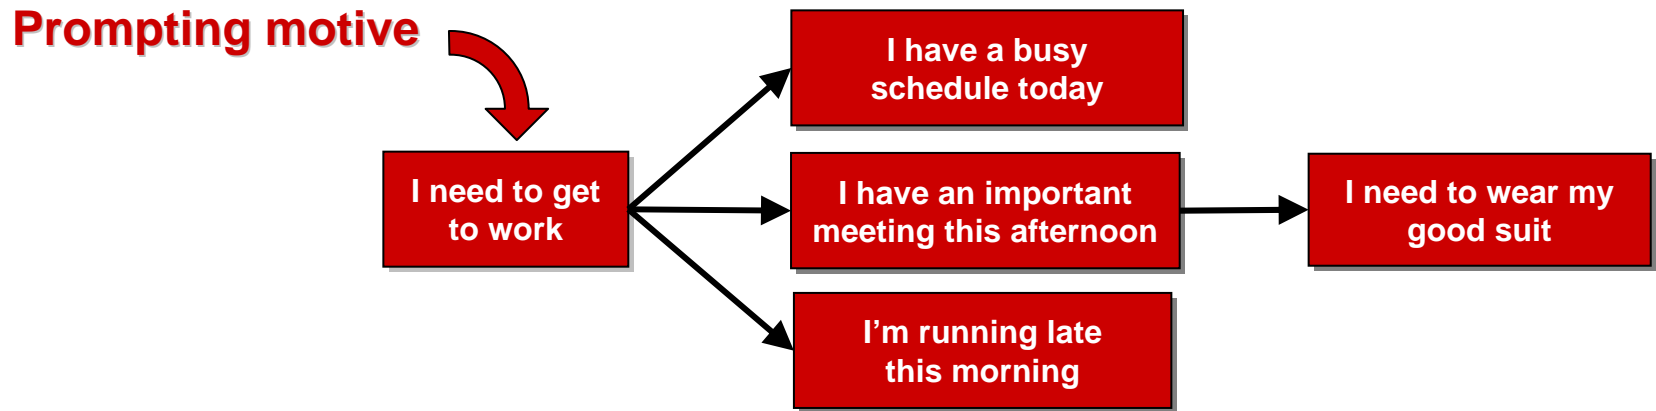 Prompting motive
I have a busy
schedule today
I need to get
to work
I have an important
meeting this afternoon
I need to wear my
good suit
I’m running late
this morning